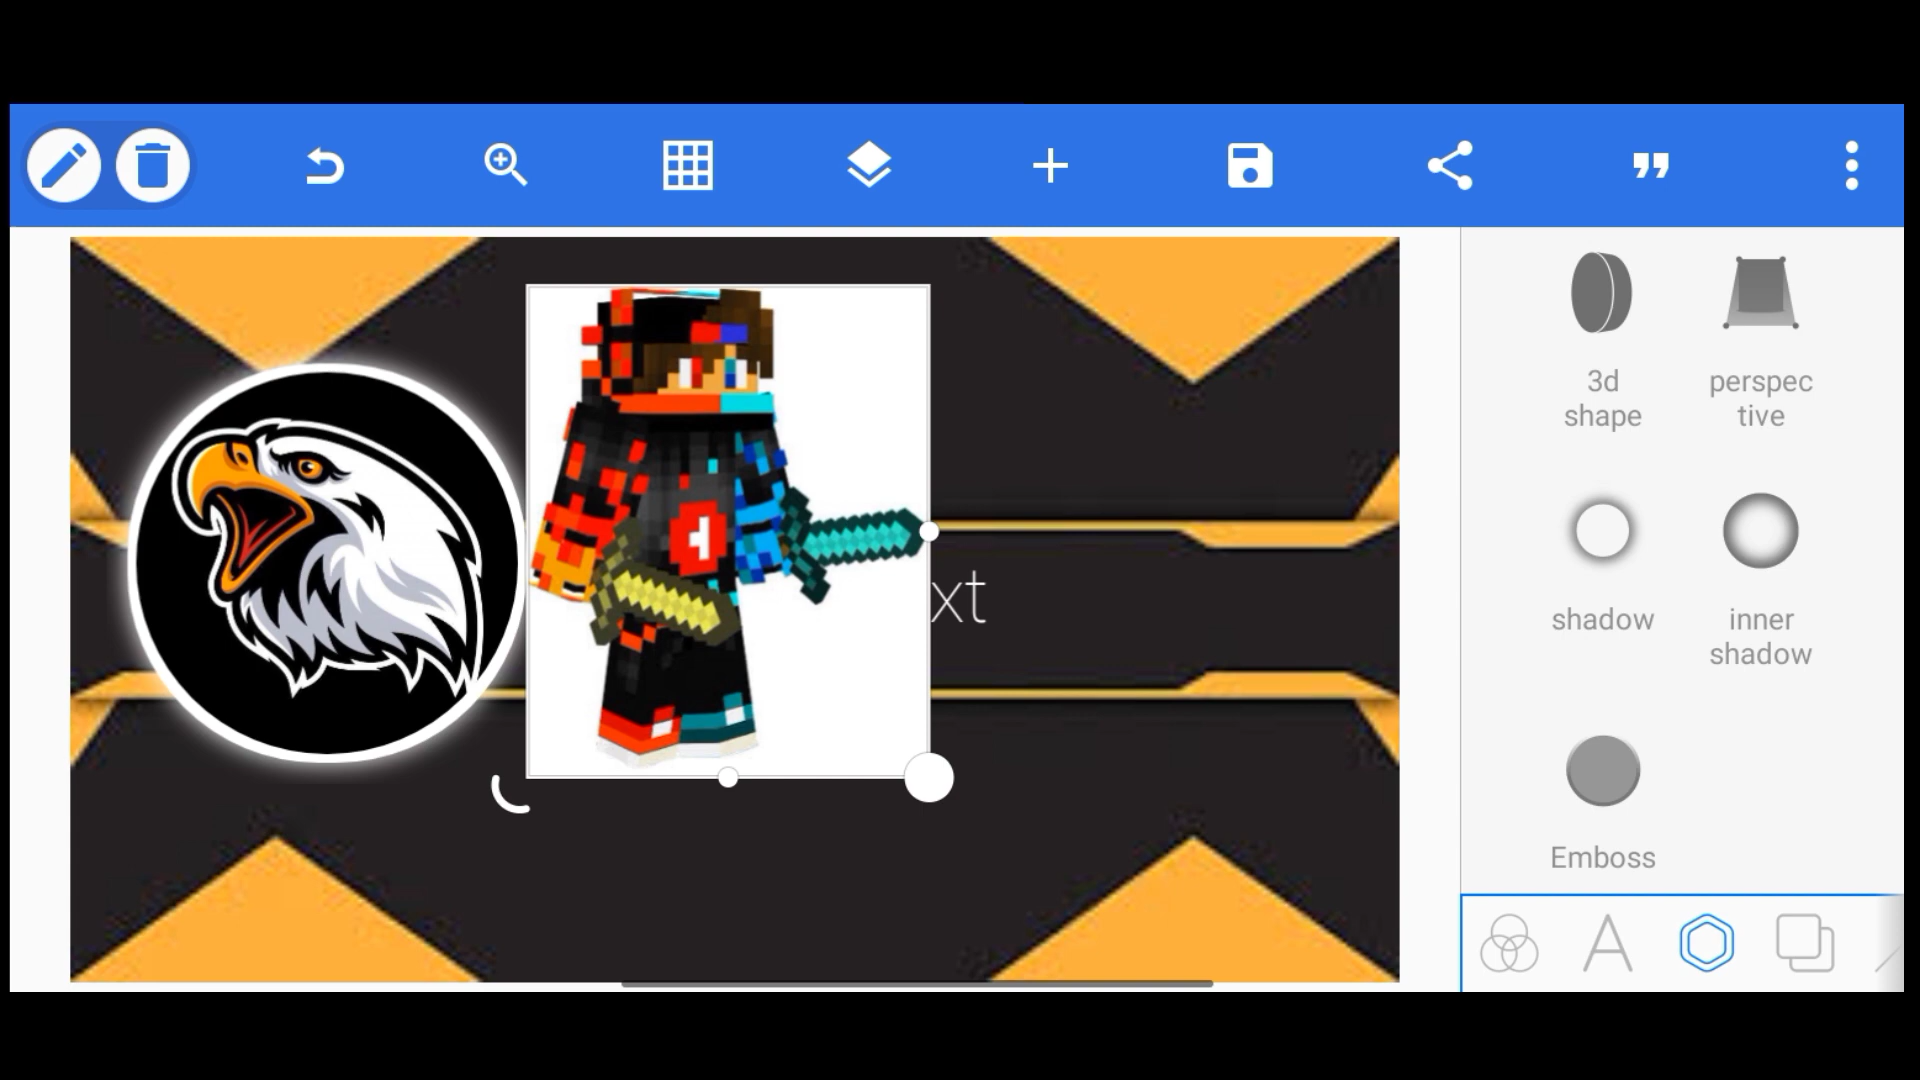 3d
shape
perspec
tive
xt
shadow
inner
shadow
Emboss